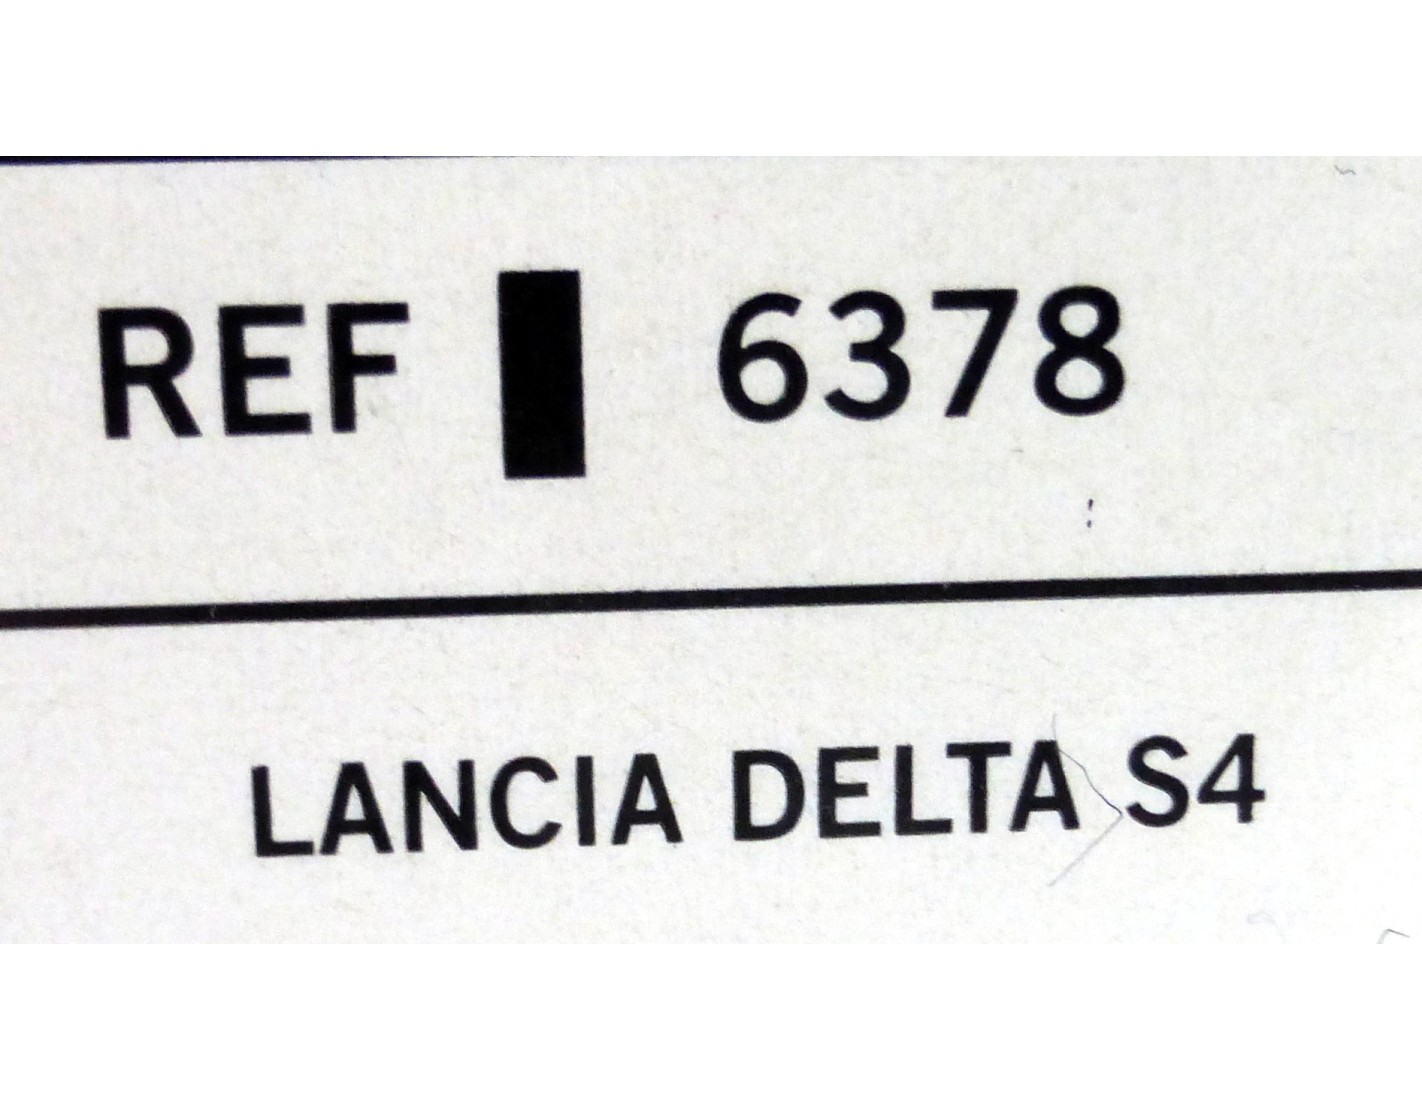 REF 6378
LANCIA DELTA S4